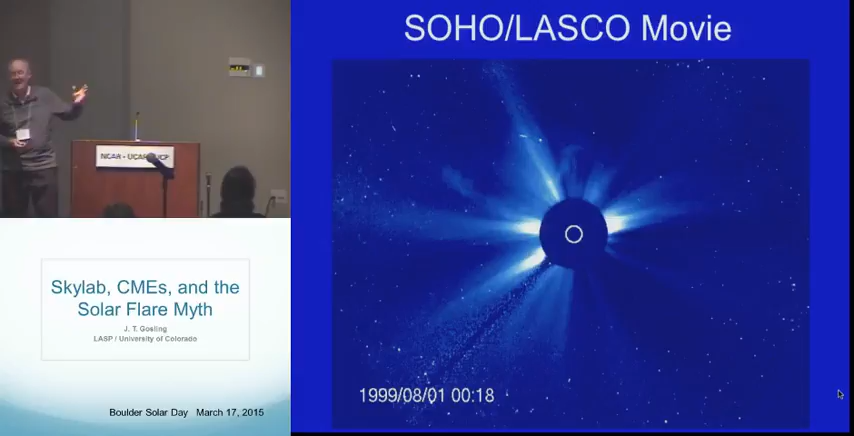 SOHO/LASCO Movie
NCAR • UCAR/UCP
Skylab, CMEs, and the
Solar Flare Myth
J. T. Gosling
LASP / University of Colorado
Boulder Solar Day March 17, 2015
1999/08/01 00:18